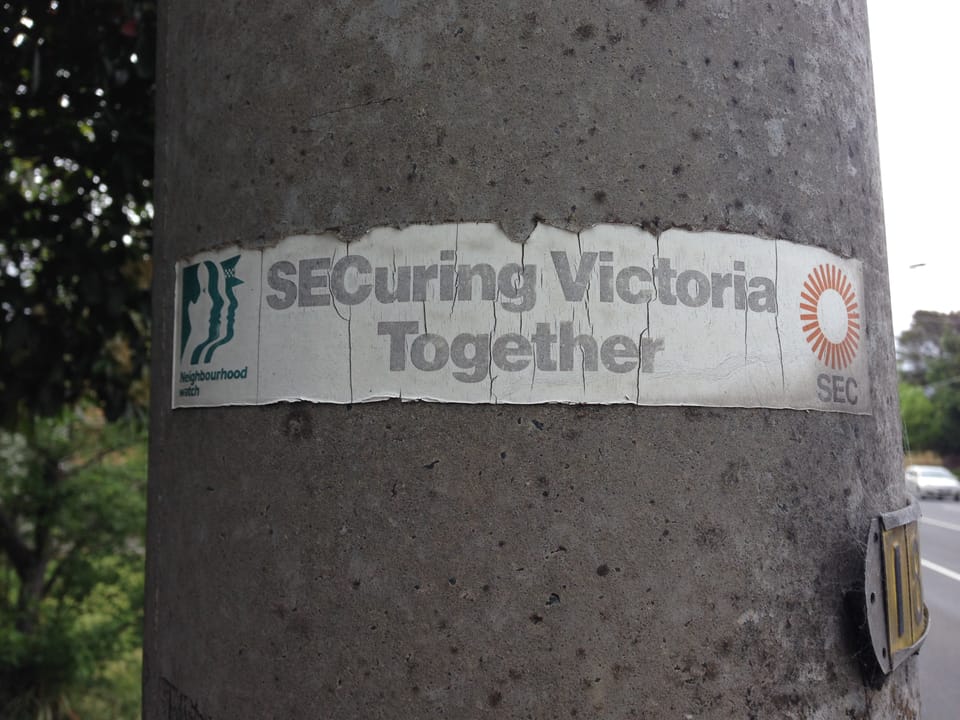 SECuring Victoria
Together
Neighbourhood
watch
SEC